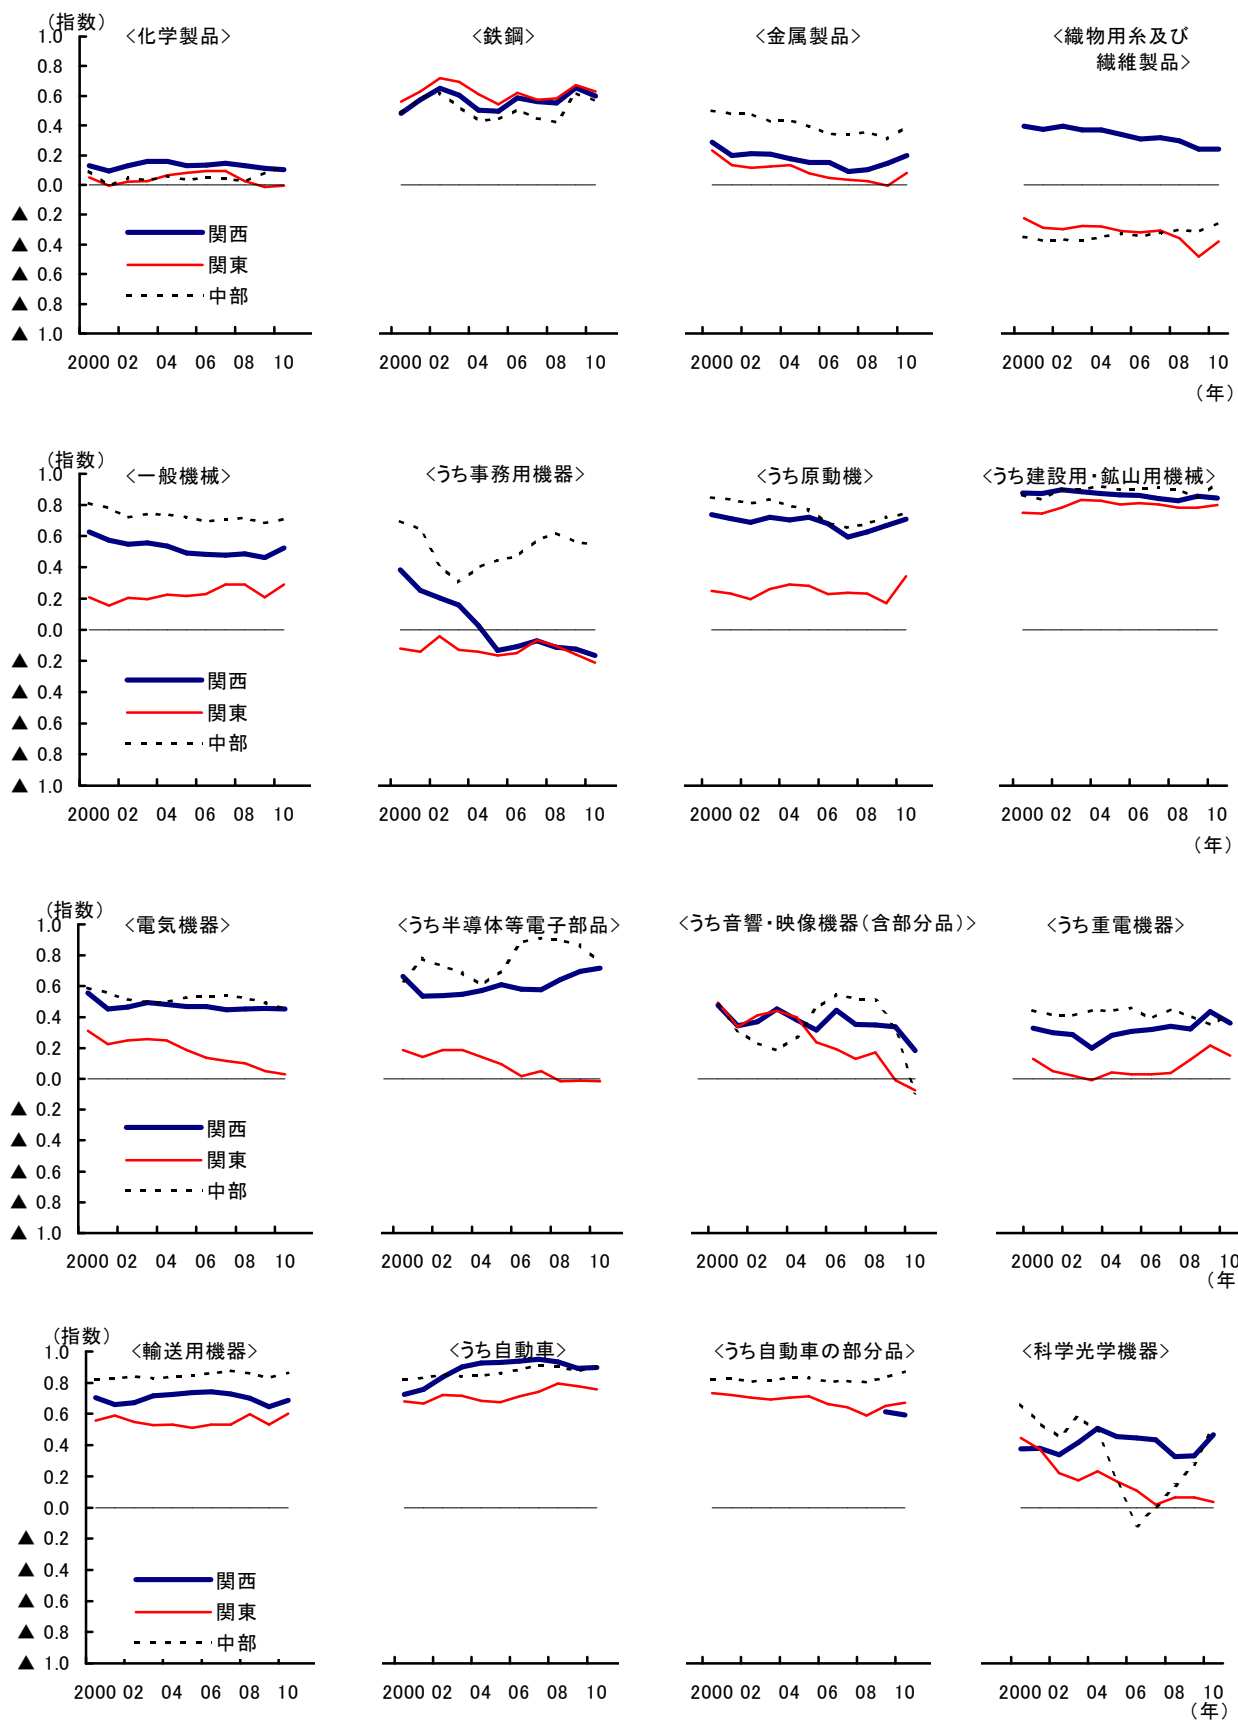 (指数)
<化学製品>
<鉄鋼>
<金属製品>
<織物用糸及び
繊維製品>
1.0
0.8
0.6
0.4
0.2
0.0
▲ 0.2
▲ 0.4
▲ 0.6
▲ 0.8
▲ 1.0
関西
関東
中部
2000 02 04 06 08 10
2000 02 04 06 08 10
2000 02 04 06 08 10
2000 02 04 06 08 10
(年)
(指数)
<一般機械>
<うち事務用機器>
<うち原動機>
<うち建設用・鉱山用機械>
1.0
0.8
0.6
0.4
0.2
0.0
▲ 0.2
▲ 0.4
▲ 0.6
▲ 0.8
▲ 1.0
関西
関東
中部
2000 02 04 06 08 10
2000 02 04 06 08 10
2000 02 04 06 08 10
2000 02 04 06 08 10
(年)
(指数)
<電気機器>
<うち半導体等電子部品>
<うち音響・映像機器(含部分品)>
<うち重電機器>
1.0
0.8
0.6
0.4
0.2
0.0
▲ 0.2
▲ 0.4
▲ 0.6
▲ 0.8
▲ 1.0
関西
関東
中部
2000 02 04 06 08 10
2000 02 04 06 08 10
2000 02 04 06 08 10
2000 02 04 06 08 10
(年)
(指数)
<輸送用機器>
<うち自動車>
<うち自動車の部分品>
<科学光学機器>
1.0
0.8
0.6
0.4
0.2
0.0
▲ 0.2
▲ 0.4
▲ 0.6
▲ 0.8
▲ 1.0
関西
関東
中部
2000 02 04 06 08 10
2000 02 04 06 08 10
2000 02 04 06 08 10
2000 02 04 06 08 10
(年)